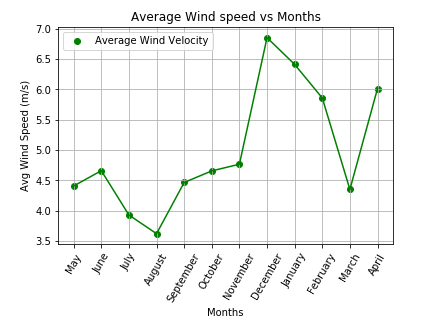 Average Wind speed vs Months
Average Wind Velocity
Avg Wind Speed (m/s)
7.0
6.5
6.0
5.5
5.0
4.5
4.0
3.5
May
June
July
August
September
October
November
December
January
February
March
April
Months